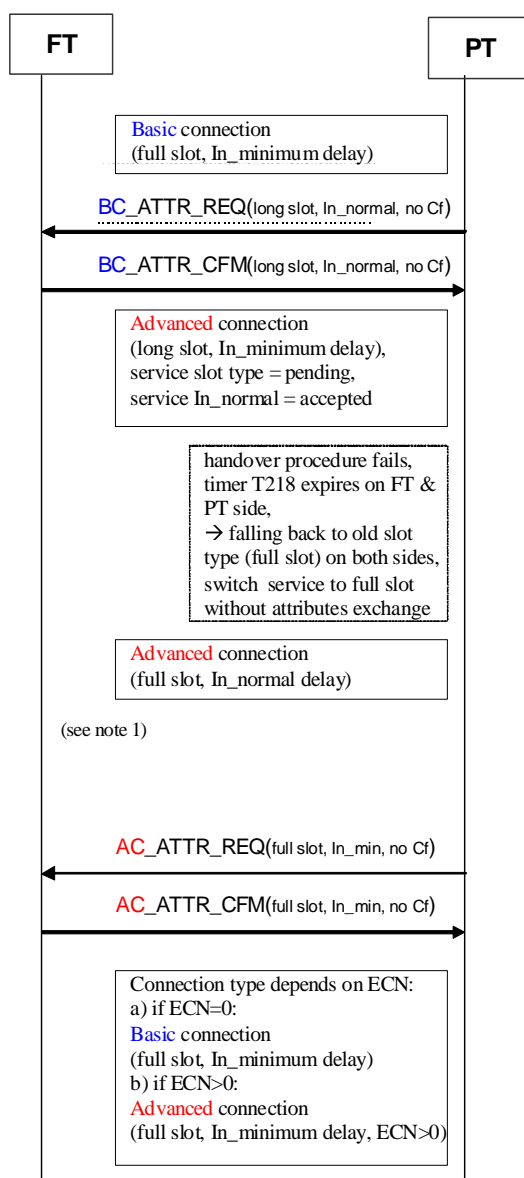 FT
PT
Basic connection
(full slot, In_minimum delay)
BC_ATTR_REQ(long slot, In_normal, no Cf)
BC_ATTR_CFM(long slot, In_normal, no Cf)
Advanced connection
(long slot, In_minimum delay),
service slot type = pending,
service In_normal = accepted
handover procedure fails,
timer T218 expires on FT &
PT side,
→ falling back to old slot
type (full slot) on both sides,
switch service to full slot
without attributes exchange
Advanced connection
(full slot, In_normal delay)
(see note 1)
AC_ATTR_REQ(full slot, In_min, no Cf)
AC_ATTR_CFM(full slot, In_min, no Cf)
Connection type depends on ECN:
a) if ECN=0:
Basic connection
(full slot, In_minimum delay)
b) if ECN>0:
Advanced connection
(full slot, In_minimum delay, ECN>0)